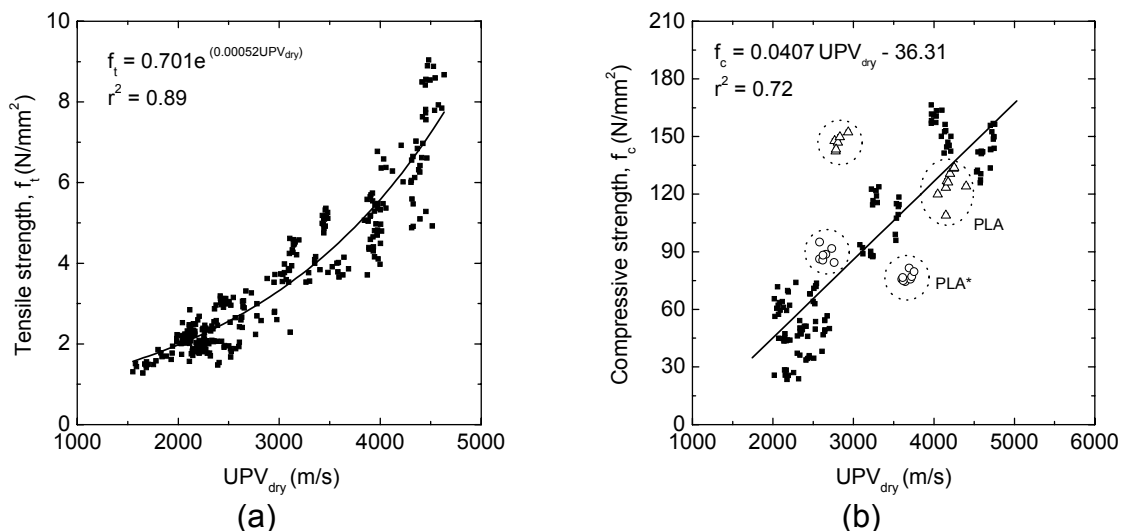 10
8
6
4
2
0
Tensile strength, f_t (N/mm²)
f_t = 0.701e^(0.00052UPV_dry)
r² = 0.89
1000 2000 3000 4000 5000
UPV_dry (m/s)
(a)
210
180
150
120
90
60
30
0
Compressive strength, f_c (N/mm²)
f_c = 0.0407 UPV_dry - 36.31
r² = 0.72
PLA
PLA*
1000 2000 3000 4000 5000 6000
UPV_dry (m/s)
(b)